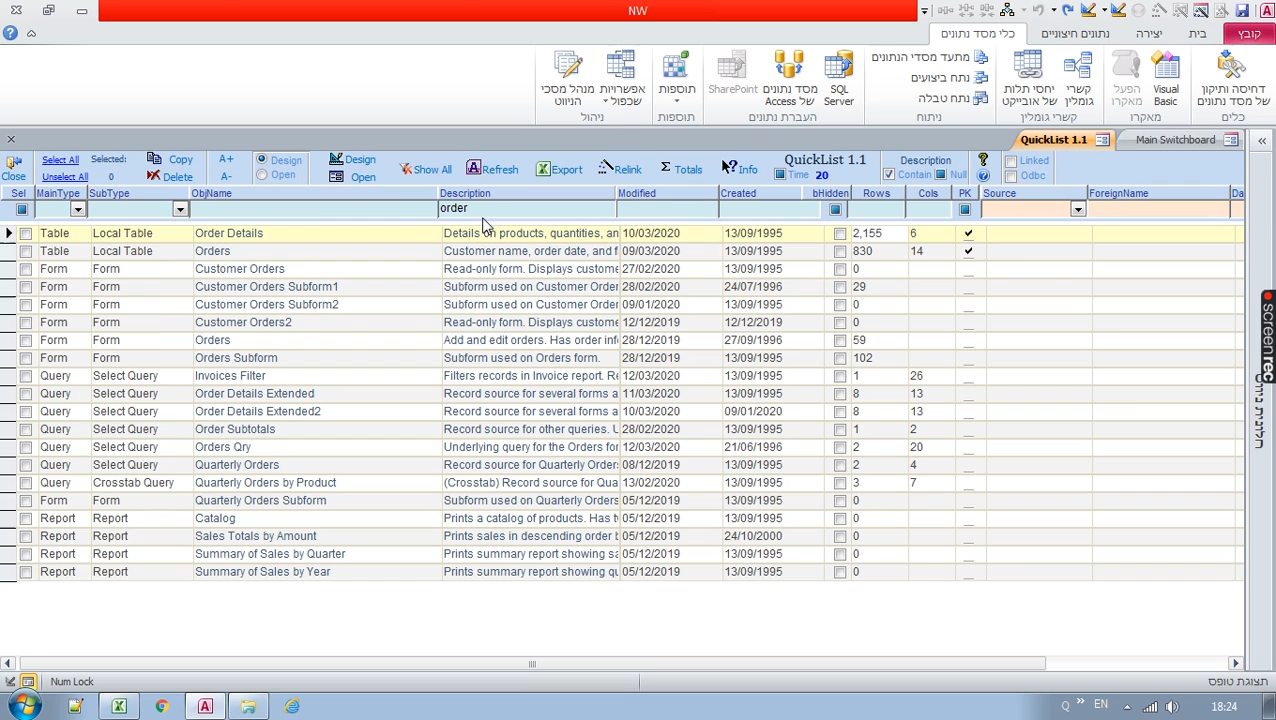 NW
קובץ בית יצירה נתונים חיצוניים כלי מסד נתונים
דחיסה ותיקון של מסד נתונים
Visual Basic
הפעל מאקרו
קשרי גומלין
יחסי תלות של אובייקט
מתעד מסדי הנתונים
נתח ביצועים
נתח טבלה
SQL Server
מסד נתונים של Access
SharePoint
תוספות
אפשרויות שכפול
מנהל מסכי הניווט
כלים מאקרו קשרי גומלין ניתוח העברת נתונים תוספות ניהול
QuickList 1.1 Main Switchboard
Close Select All Unselect All Selected: 0 Copy Delete A+ A- Design Open Design Open Show All Refresh Export Relink Totals Info QuickList 1.1 Time 20 Description Contain Null Linked Odbc
Sel MainType SubType ObjName Description Modified Created bHidden Rows Cols PK Source ForeignName Da
order
Table Local Table Order Details Details on products, quantities, an 10/03/2020 13/09/1995 2,155 6
Table Local Table Orders Customer name, order date, and f 09/03/2020 13/09/1995 830 14
Form Form Customer Orders Read-only form. Displays custome 27/02/2020 13/09/1995 0
Form Form Customer Orders Subform1 Subform used on Customer Order 28/02/2020 24/07/1996 29
Form Form Customer Orders Subform2 Subform used on Customer Order 09/01/2020 13/09/1995 0
Form Form Customer Orders2 Read-only form. Displays custome 12/12/2019 12/12/2019 0
Form Form Orders Add and edit orders. Has order inf 28/12/2019 27/09/1996 59
Form Form Orders Subform Subform used on Orders form. 28/12/2019 13/09/1995 102
Query Select Query Invoices Filter Filters records in Invoice report. R 12/03/2020 13/09/1995 1 26
Query Select Query Order Details Extended Record source for several forms a 11/03/2020 13/09/1995 8 13
Query Select Query Order Details Extended2 Record source for several forms a 10/03/2020 09/01/2020 8 13
Query Select Query Order Subtotals Record source for other queries. U 28/02/2020 13/09/1995 1 2
Query Select Query Orders Qry Underlying query for the Orders for 12/03/2020 21/06/1996 2 20
Query Select Query Quarterly Orders Record source for Quarterly Order 08/12/2019 13/09/1995 2 4
Query Crosstab Query Quarterly Orders by Product (Crosstab) Record source for Qua 13/02/2020 13/09/1995 3 7
Form Form Quarterly Orders Subform Subform used on Quarterly Orders 05/12/2019 13/09/1995 0
Report Report Catalog Prints a catalog of products. Has tw 05/12/2019 13/09/1995 0
Report Report Sales Totals by Amount Prints sales in descending order b 05/12/2019 24/10/2000 0
Report Report Summary of Sales by Quarter Prints summary report showing sa 05/12/2019 13/09/1995 0
Report Report Summary of Sales by Year Prints summary report showing qu 05/12/2019 13/09/1995 0
screenrec
Num Lock תצוגת טופס
EN 18:24